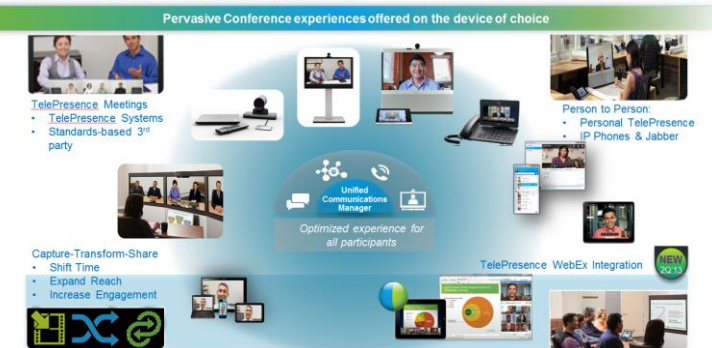 Pervasive Conference experiences offered on the device of choice
TelePresence Meetings
• TelePresence Systems
• Standards-based 3rd
party
Person to Person:
• Personal TelePresence
• IP Phones & Jabber
Unified
Communications
Manager
Optimized experience for
all participants
Capture-Transform-Share
• Shift Time
• Expand Reach
• Increase Engagement
TelePresence WebEx Integration
NEW
2Q'13